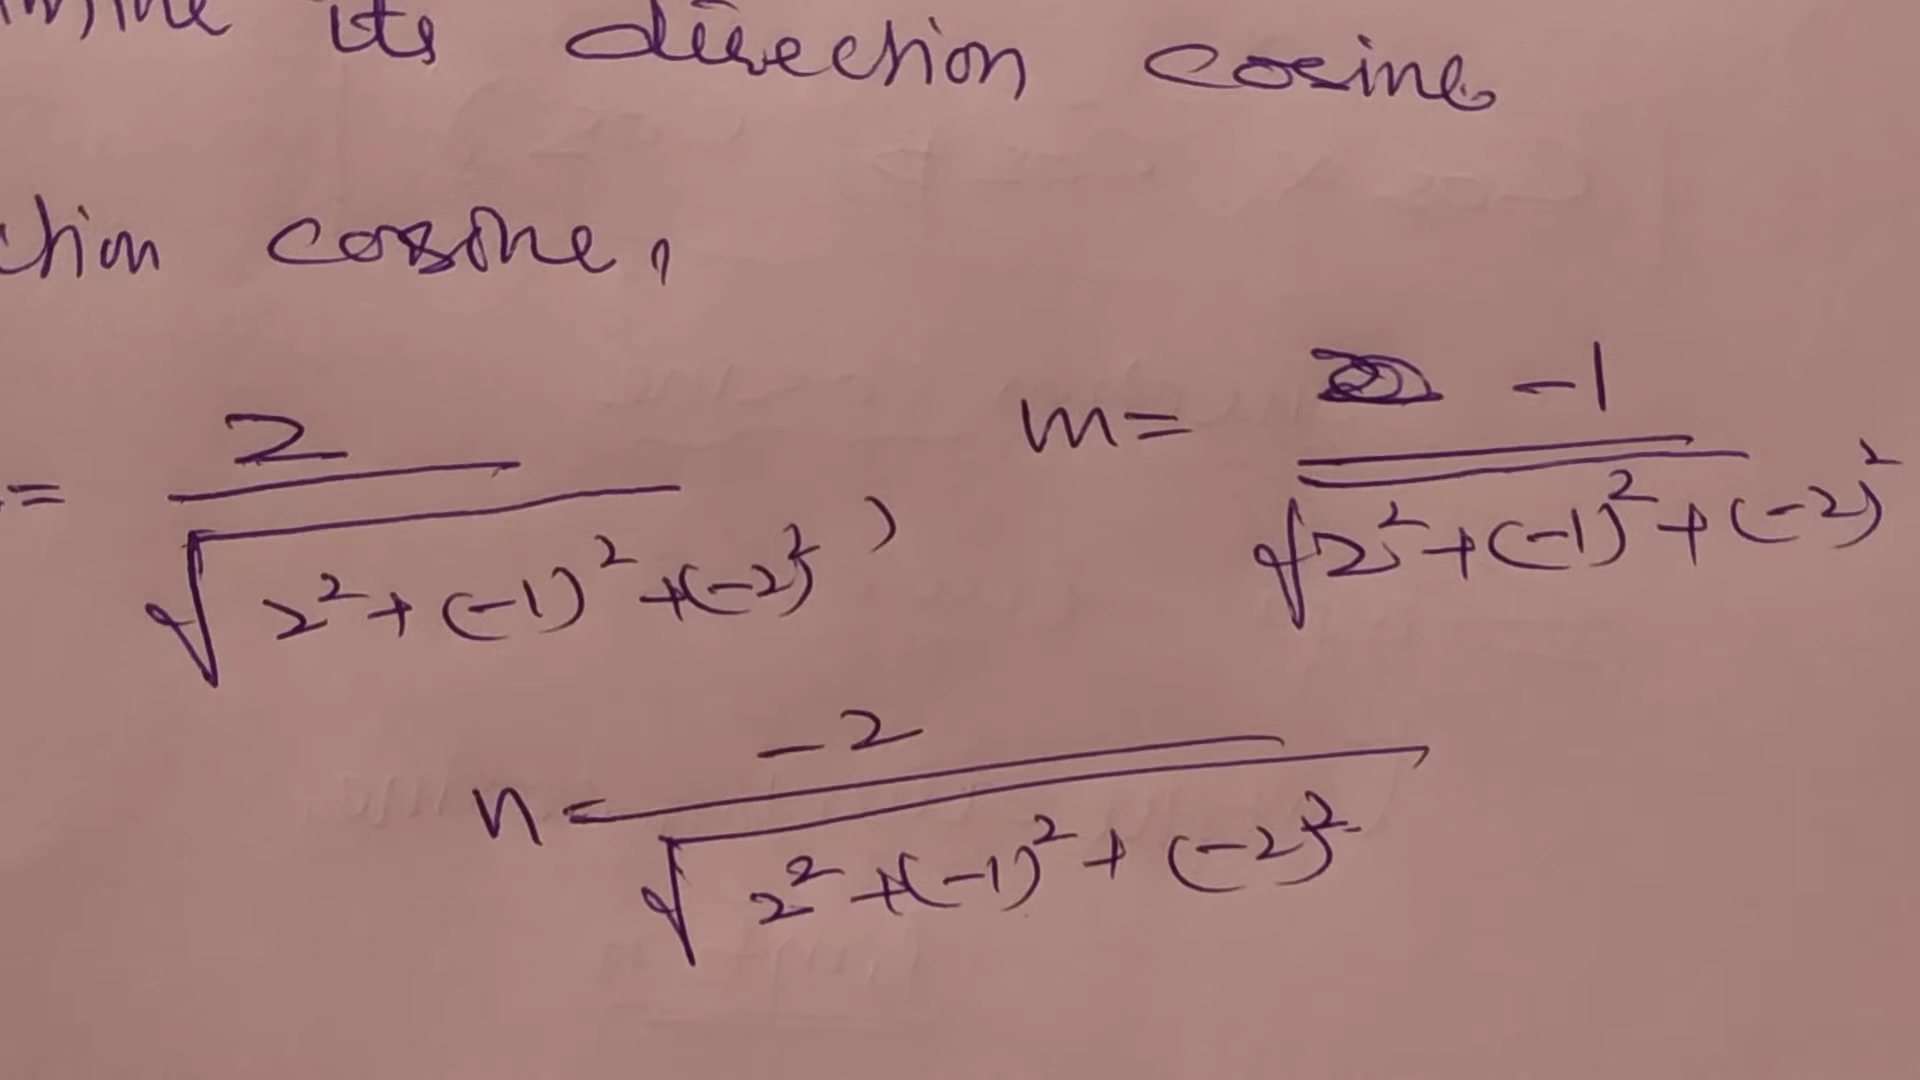 its direction cosine
ction cosine,
= 2 / √2² + (-1)² + (-2)² , m = -1 / √2² + (-1)² + (-2)²
n = -2 / √2² + (-1)² + (-2)²